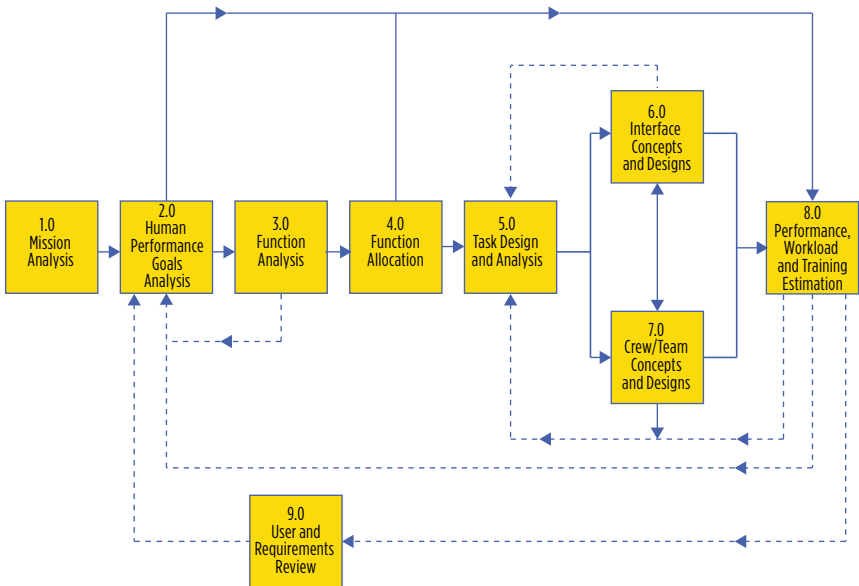 1.0
Mission
Analysis
2.0
Human
Performance
Goals
Analysis
3.0
Function
Analysis
4.0
Function
Allocation
5.0
Task Design
and Analysis
6.0
Interface
Concepts
and Designs
7.0
Crew/Team
Concepts
and Designs
8.0
Performance,
Workload
and Training
Estimation
9.0
User and
Requirements
Review